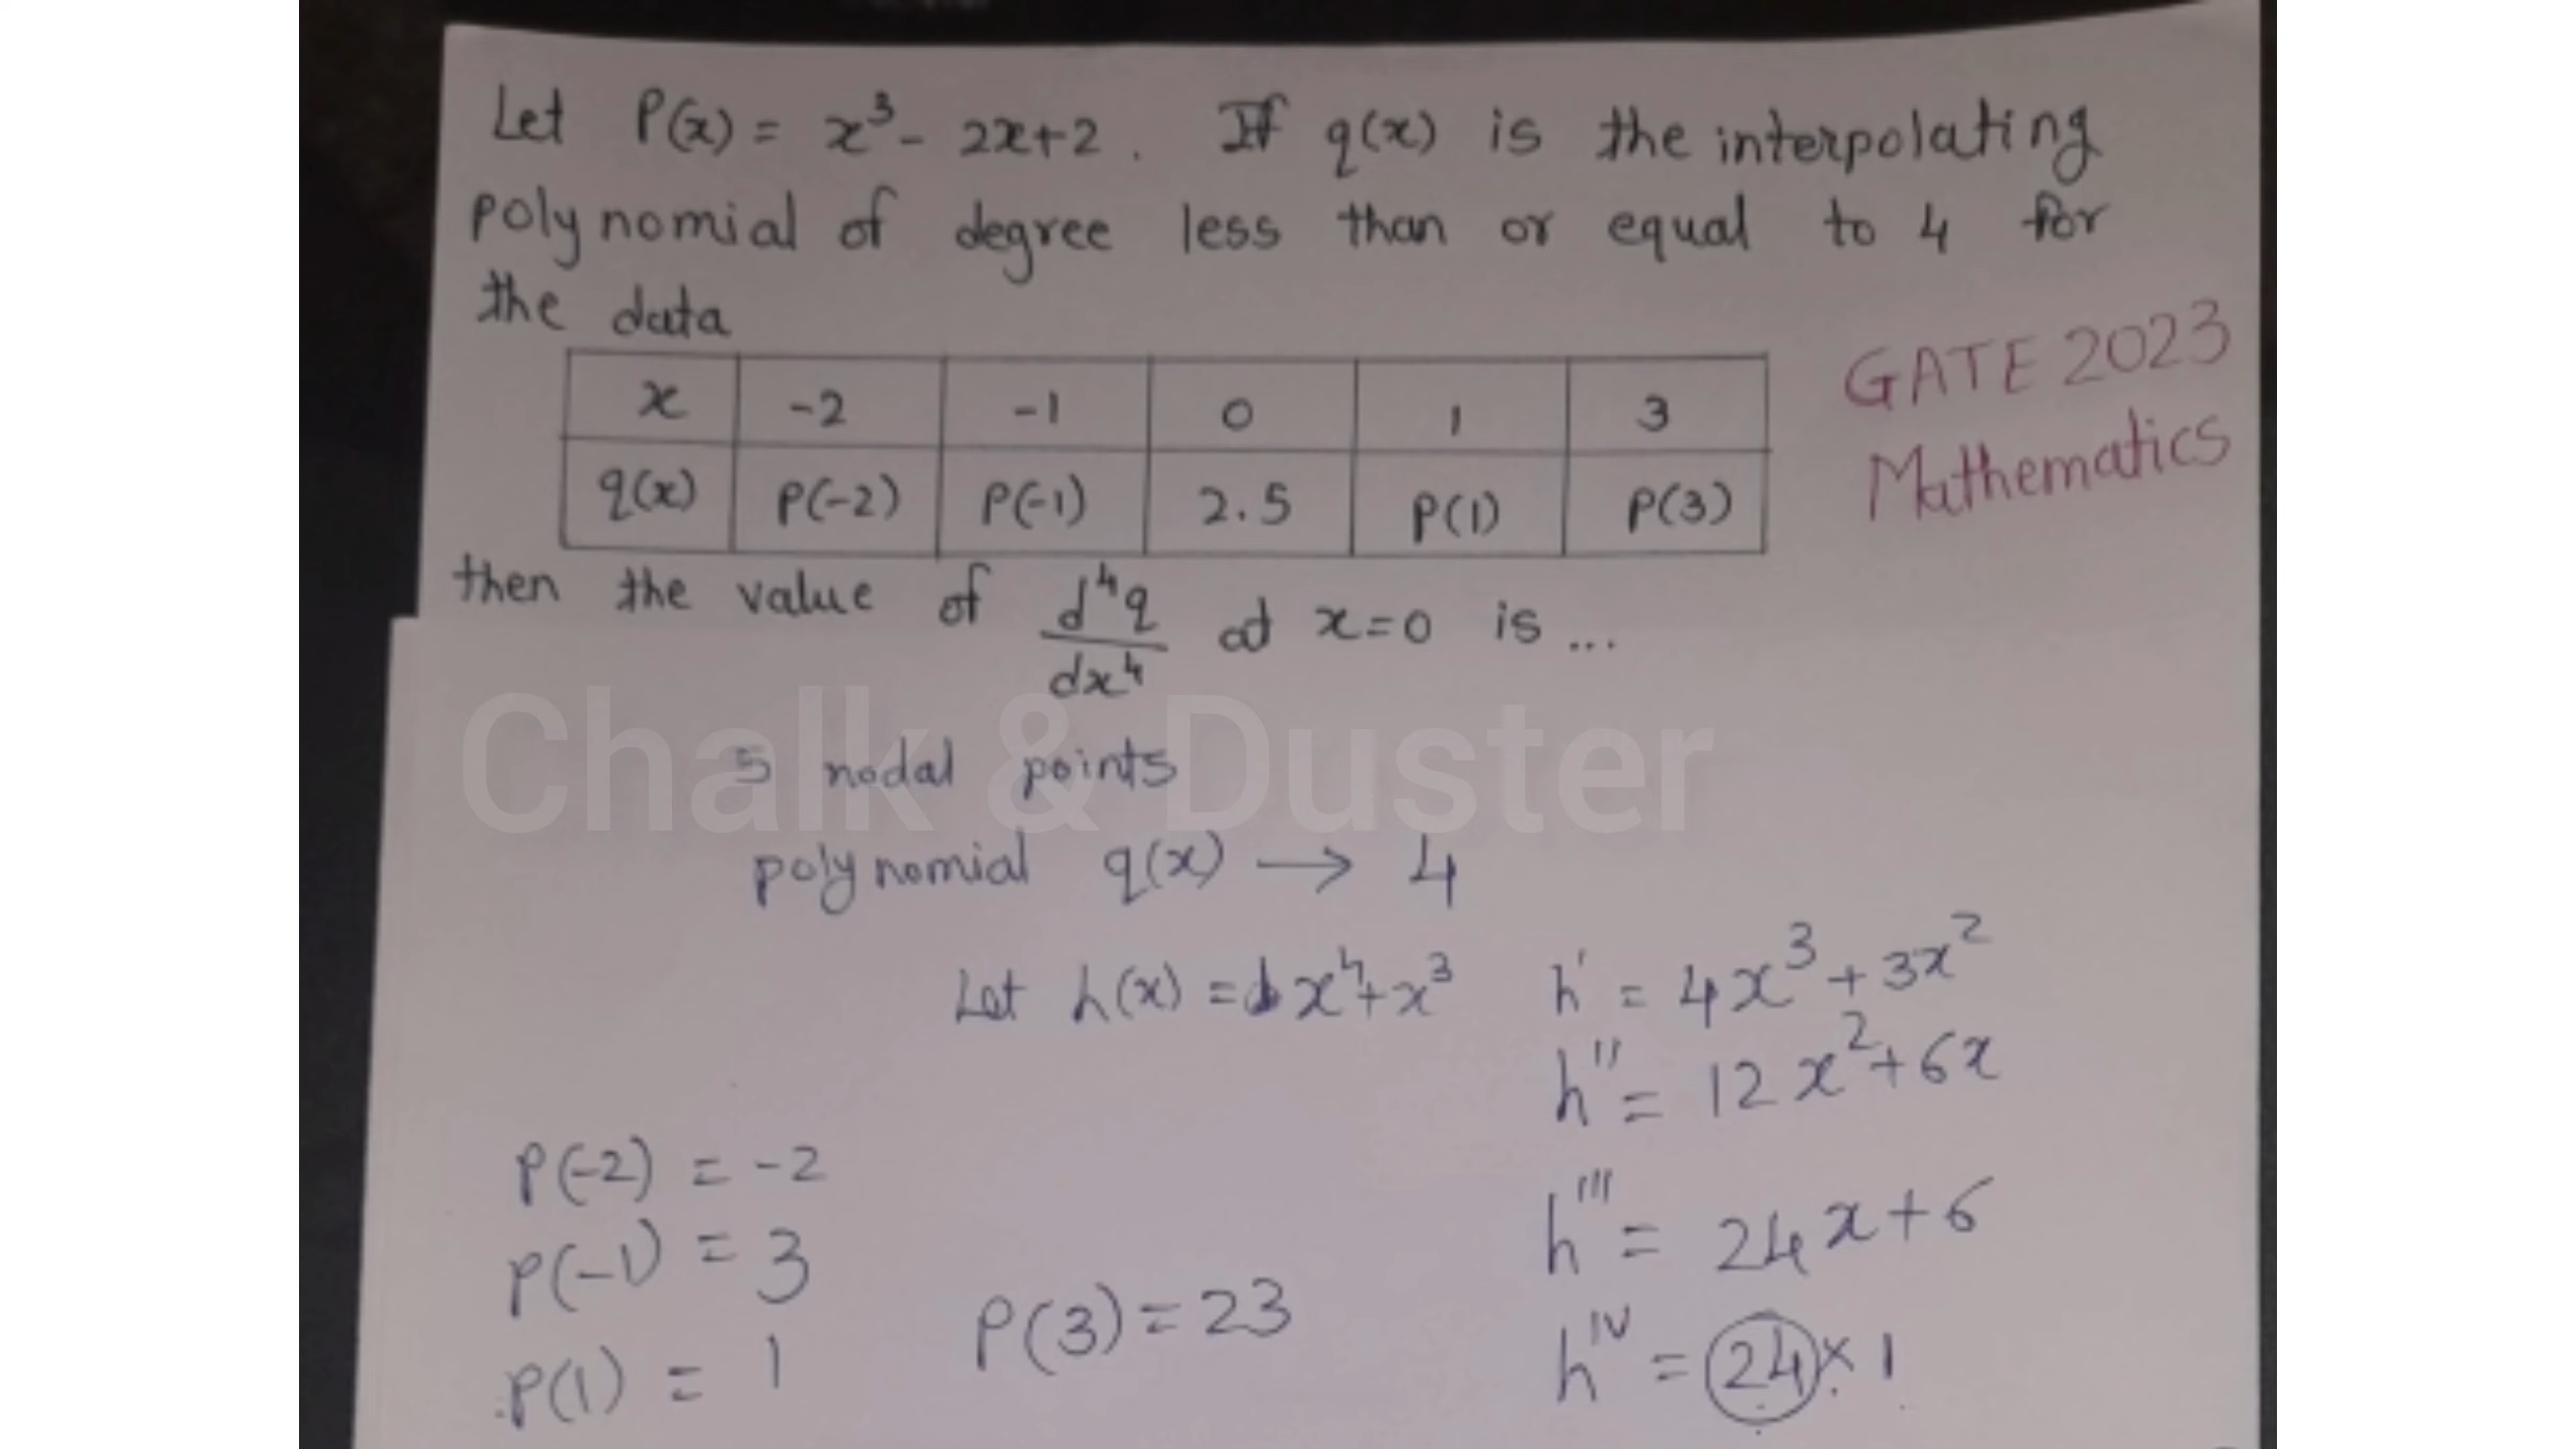 Let P(x) = x³ - 2x+2. If q(x) is the interpolating
polynomial of degree less than or equal to 4 for
the data
x -2 -1 0 1 3
q(x) P(-2) P(-1) 2.5 P(1) P(3)
GATE 2023
Mathematics
then the value of d⁴q/dx⁴ at x=0 is ...
Chalk & Duster
5 nodal points
polynomial q(x) → 4
Let h(x) = 1x⁴+x³ h' = 4x³+3x²
h'' = 12x²+6x
P(-2) = -2
h''' = 24x+6
P(-1) = 3
P(3) = 23
h^IV = 24 × 1
P(1) = 1